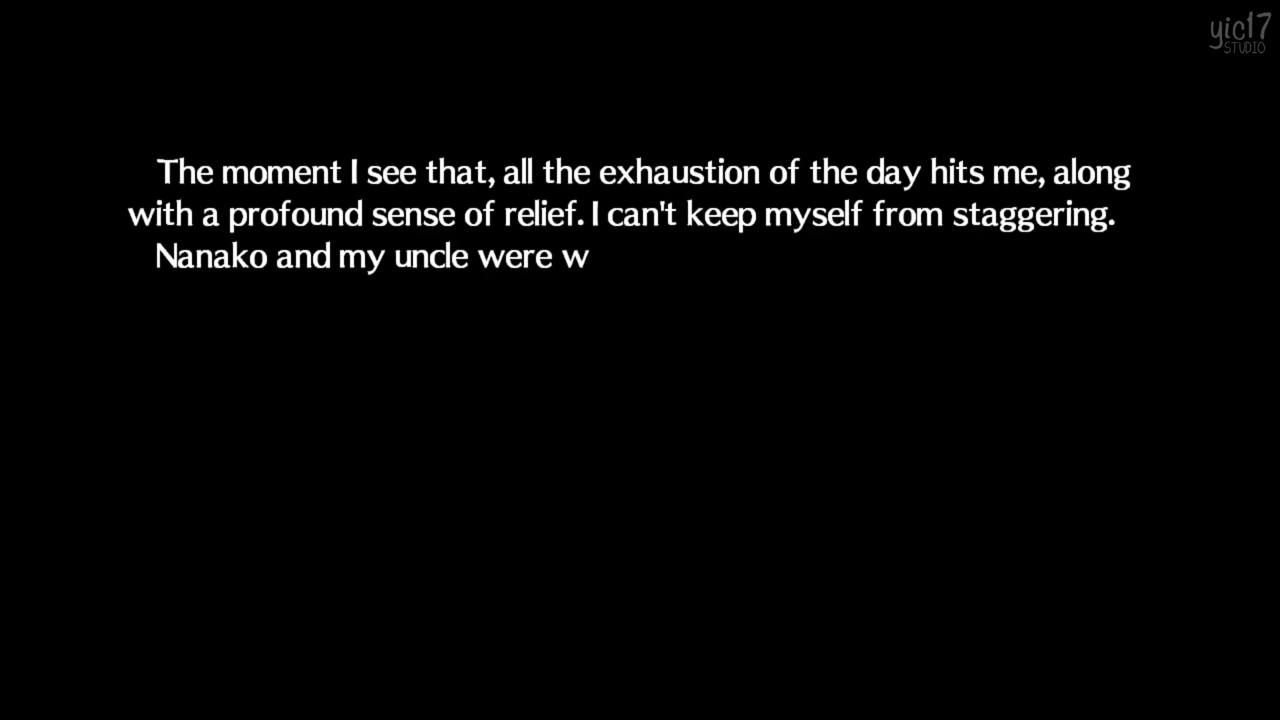 yic17
STUDIO
The moment I see that, all the exhaustion of the day hits me, along
with a profound sense of relief. I can't keep myself from staggering.
Nanako and my uncle were w